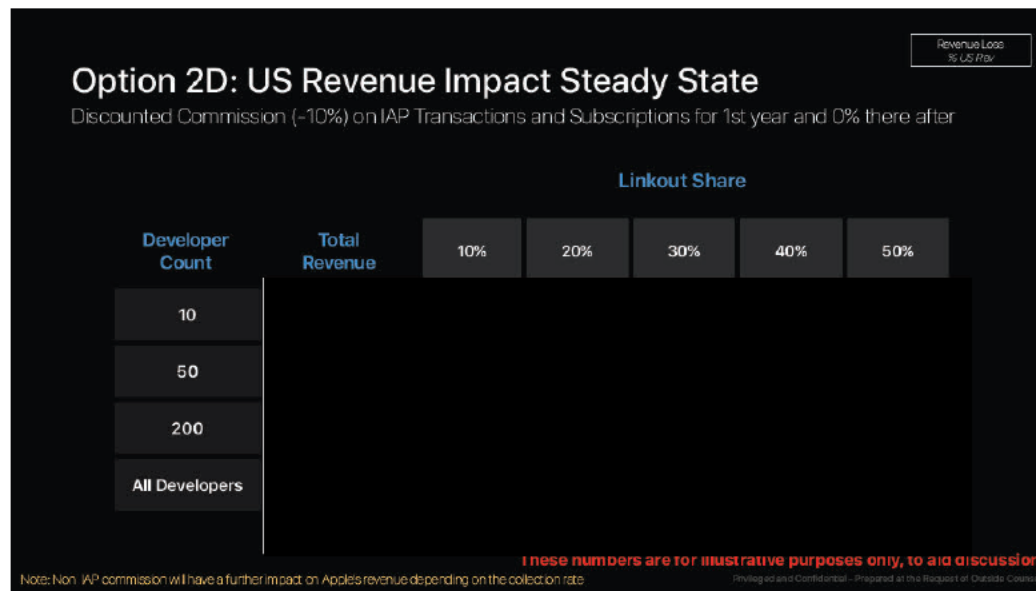 Revenue Loss
% US Rev
Option 2D: US Revenue Impact Steady State
Discounted Commission (-10%) on IAP Transactions and Subscriptions for 1st year and 0% there after
Linkout Share
Developer Count
Total Revenue
10% 20% 30% 40% 50%
10
50
200
All Developers
These numbers are for illustrative purposes only, to aid discussion
Note: Non IAP commission will have a further impact on Apple's revenue depending on the collection rate
Privileged and Confidential – Prepared at the Request of Outside Counse